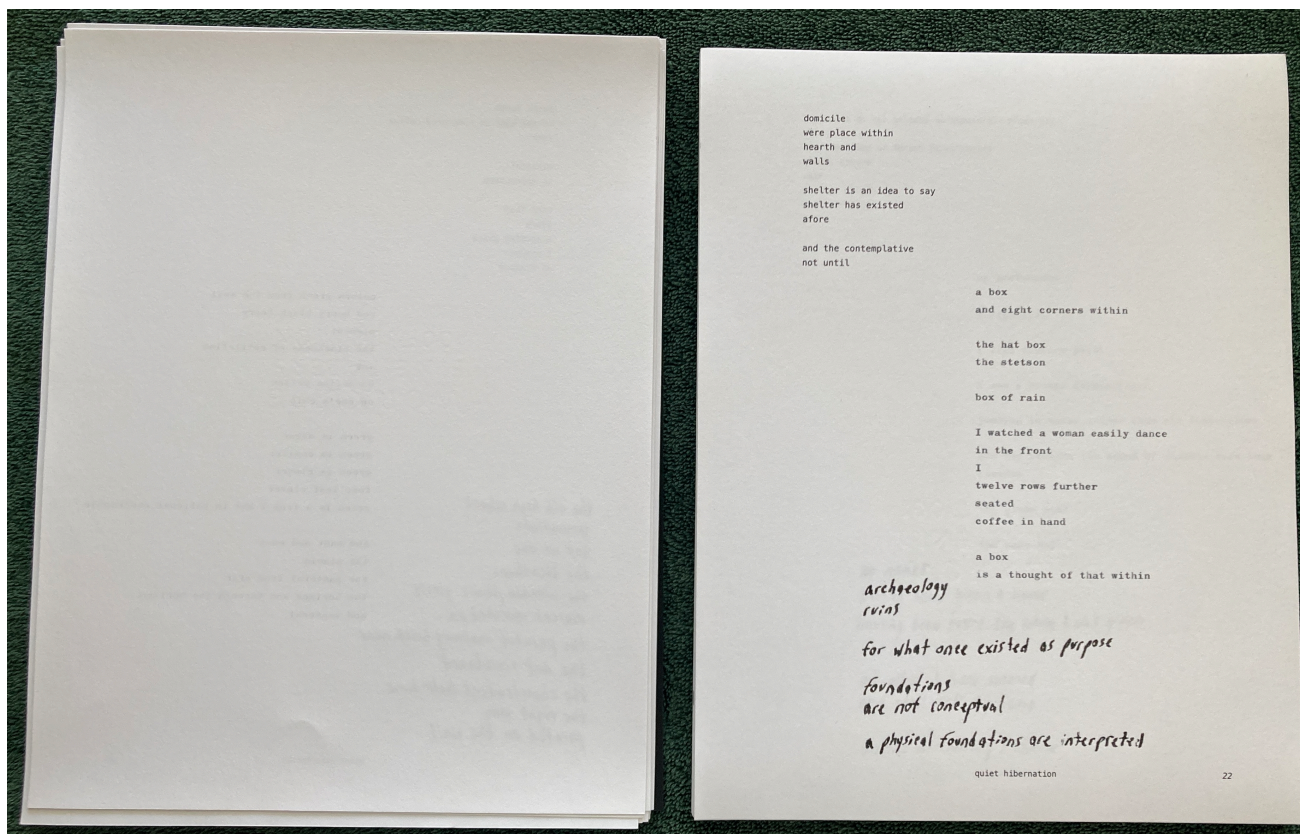 domicile
were place within
hearth and
walls
shelter is an idea to say
shelter has existed
afore
and the contemplative
not until
a box
and eight corners within
the hat box
the stetson
box of rain
I watched a woman easily dance
in the front
I
twelve rows further
seated
coffee in hand
a box
is a thought of that within
archaeology
ruins
for what once existed as purpose
foundations
are not conceptual
a physical foundations are interpreted
quiet hibernation
22